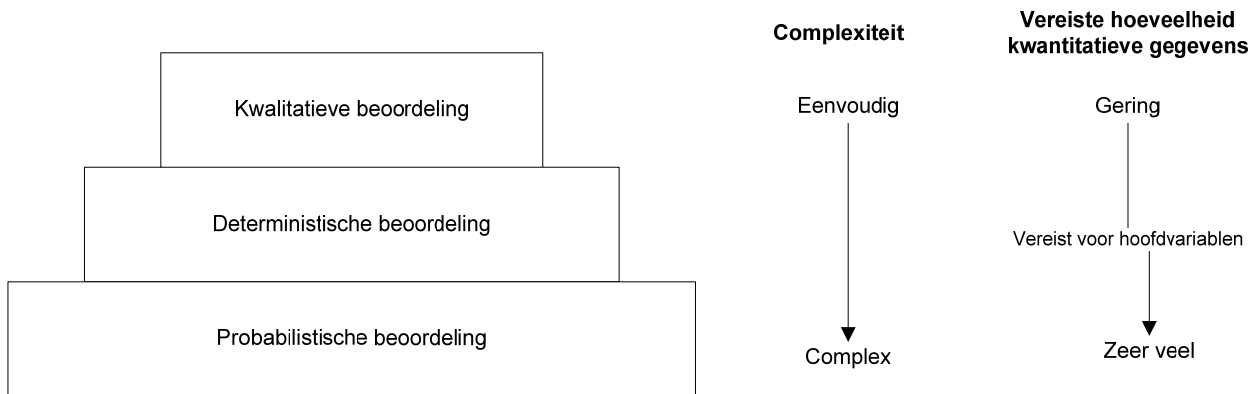 Complexiteit
Vereiste hoeveelheid
kwantitatieve gegevens
Kwalitatieve beoordeling
Eenvoudig
Gering
Deterministische beoordeling
Vereist voor hoofdvariablen
Probabilistische beoordeling
Complex
Zeer veel